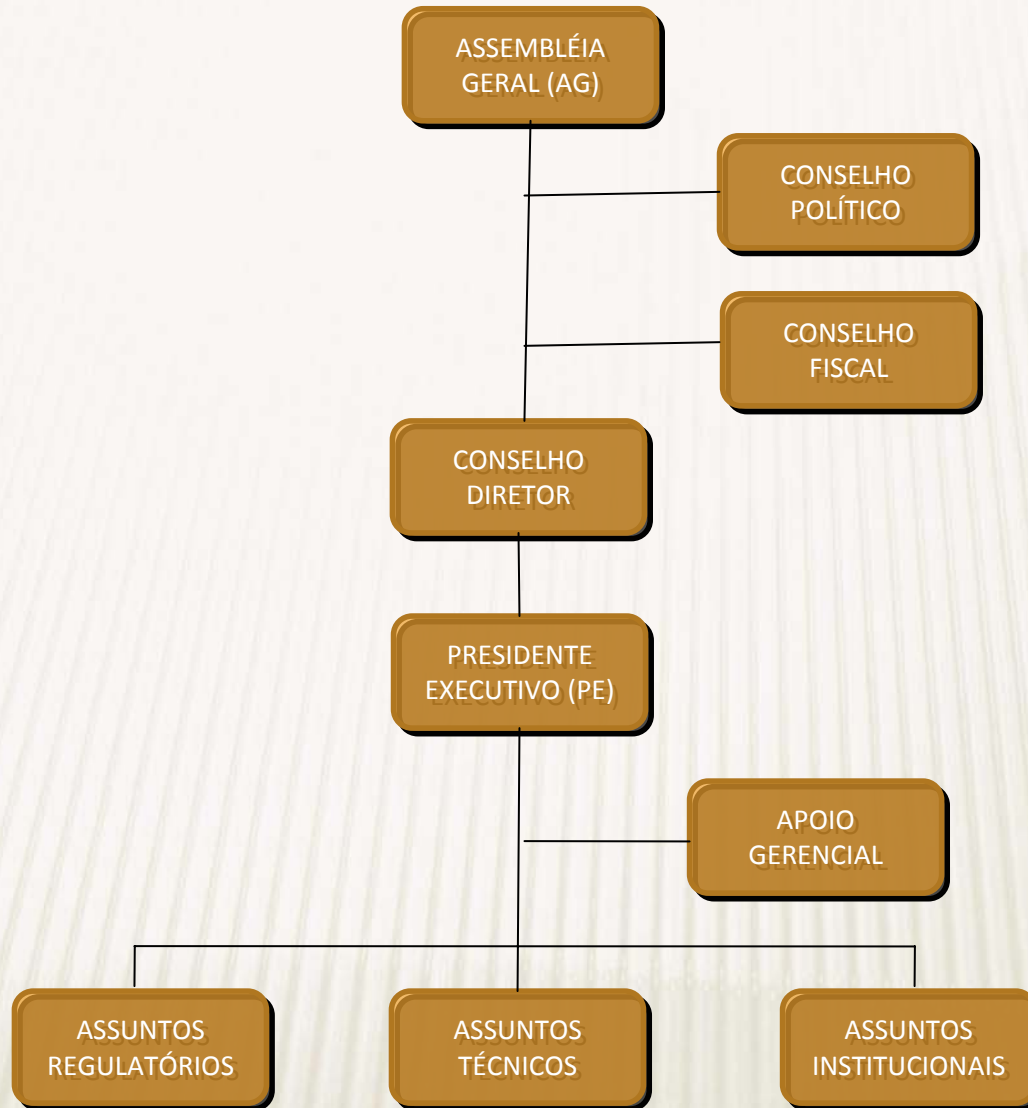 ASSEMBLÉIA
GERAL (AG)
CONSELHO
POLÍTICO
CONSELHO
FISCAL
CONSELHO
DIRETOR
PRESIDENTE
EXECUTIVO (PE)
APOIO
GERENCIAL
ASSUNTOS
REGULATÓRIOS
ASSUNTOS
TÉCNICOS
ASSUNTOS
INSTITUCIONAIS